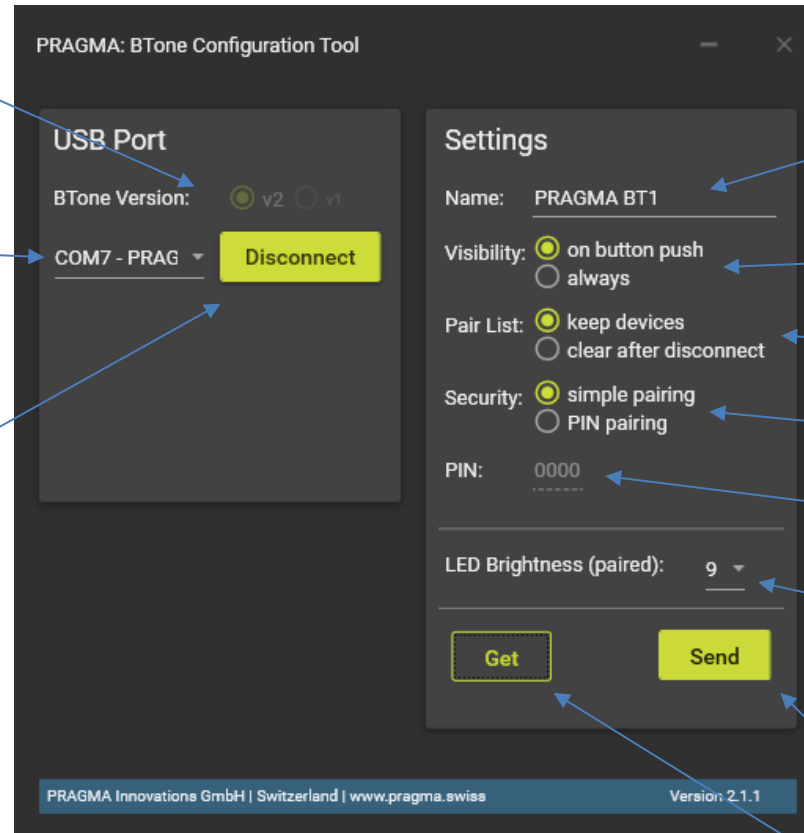 PRAGMA: BTone Configuration Tool
USB Port
BTone Version: v2 v1
COM7 - PRAG Disconnect
Settings
Name: PRAGMA BT1
Visibility: on button push
always
Pair List: keep devices
clear after disconnect
Security: simple pairing
PIN pairing
PIN: 0000
LED Brightness (paired): 9
Get Send
PRAGMA Innovations GmbH | Switzerland | www.pragma.swiss Version 2.1.1